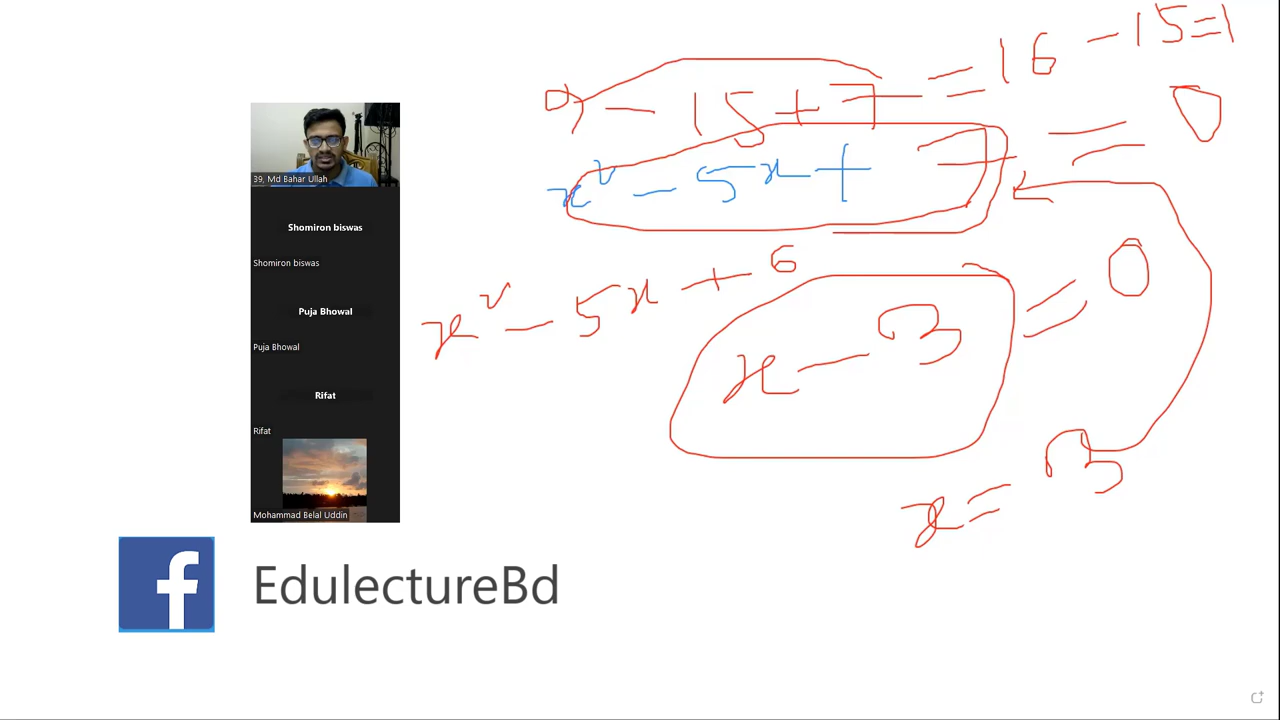 9 - 15 + 7 = 16 - 15 = 1
x² - 5x + 7 = 0
x² - 5x + 6
x - 3 = 0
x = 3
39, Md Bahar Ullah
Shomiron biswas
Shomiron biswas
Puja Bhowal
Puja Bhowal
Rifat
Rifat
Mohammad Belal Uddin
f
EdulectureBd